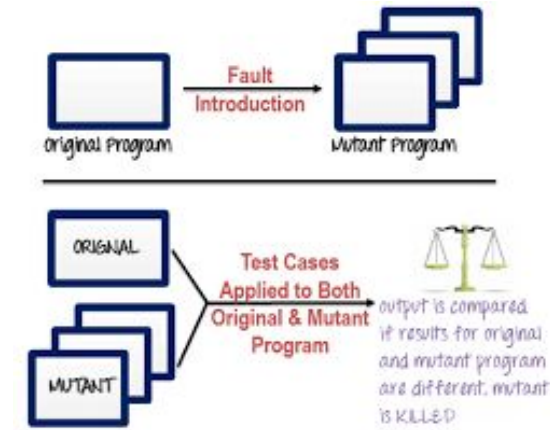 Fault
Introduction
Original Program
Mutant Program
ORIGNAL
Test Cases
Applied to Both
Original & Mutant
Program
MUTANT
output is compared
if results for original
and mutant program
are different, mutant
is KILLED